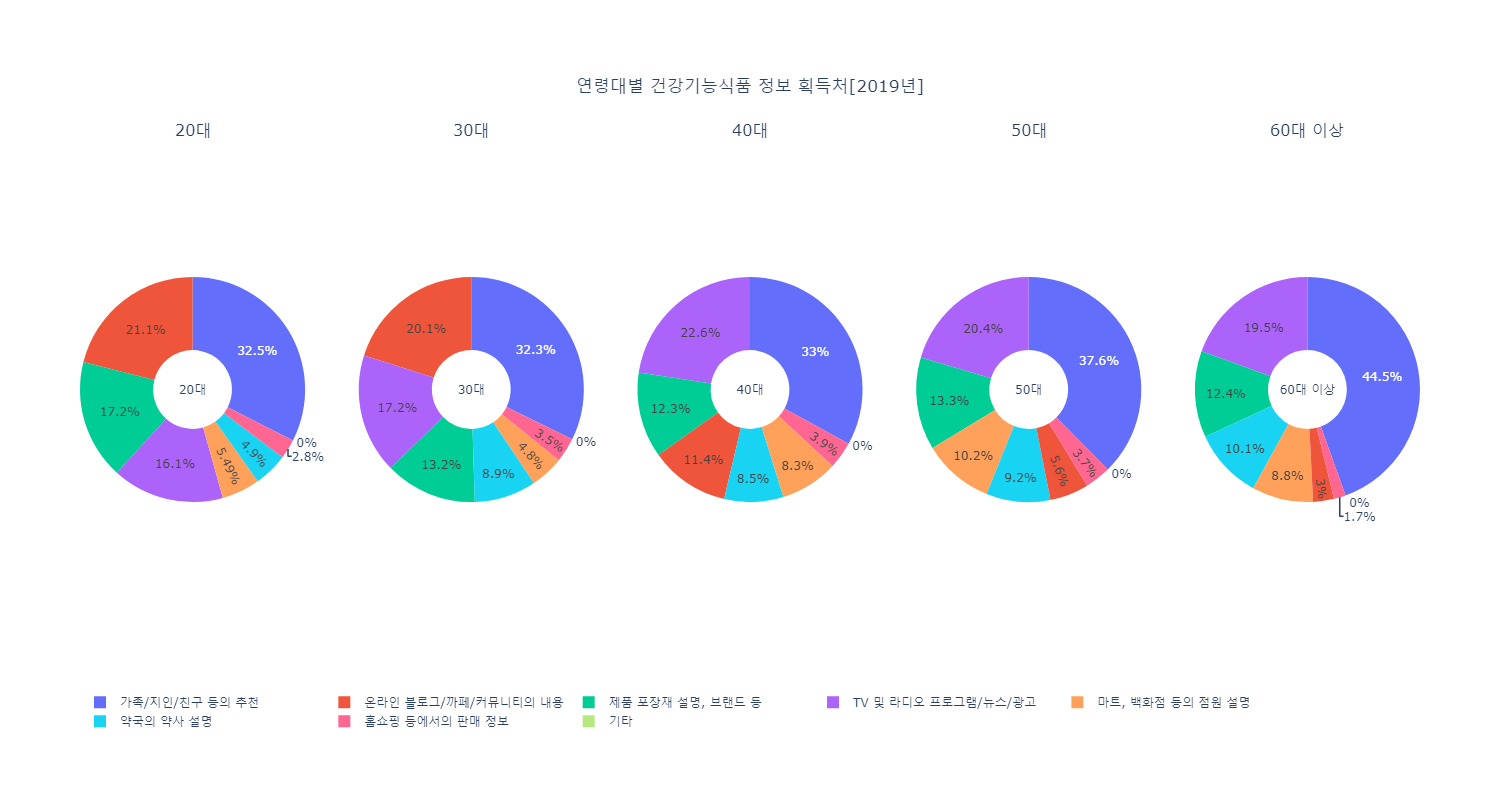 연령대별 건강기능식품 정보 획득처[2019년]
20대
30대
40대
50대
60대 이상
32.5%
21.1%
17.2%
16.1%
5.49%
4.9%
2.8%
0%
20대
32.3%
20.1%
17.2%
13.2%
8.9%
4.8%
3.5%
0%
30대
33%
22.6%
12.3%
11.4%
8.5%
8.3%
3.9%
0%
40대
37.6%
20.4%
13.3%
10.2%
9.2%
5.6%
3.7%
0%
50대
44.5%
19.5%
12.4%
10.1%
8.8%
3%
1.7%
0%
60대 이상
가족/지인/친구 등의 추천
온라인 블로그/까페/커뮤니티의 내용
제품 포장재 설명, 브랜드 등
TV 및 라디오 프로그램/뉴스/광고
마트, 백화점 등의 점원 설명
약국의 약사 설명
홈쇼핑 등에서의 판매 정보
기타